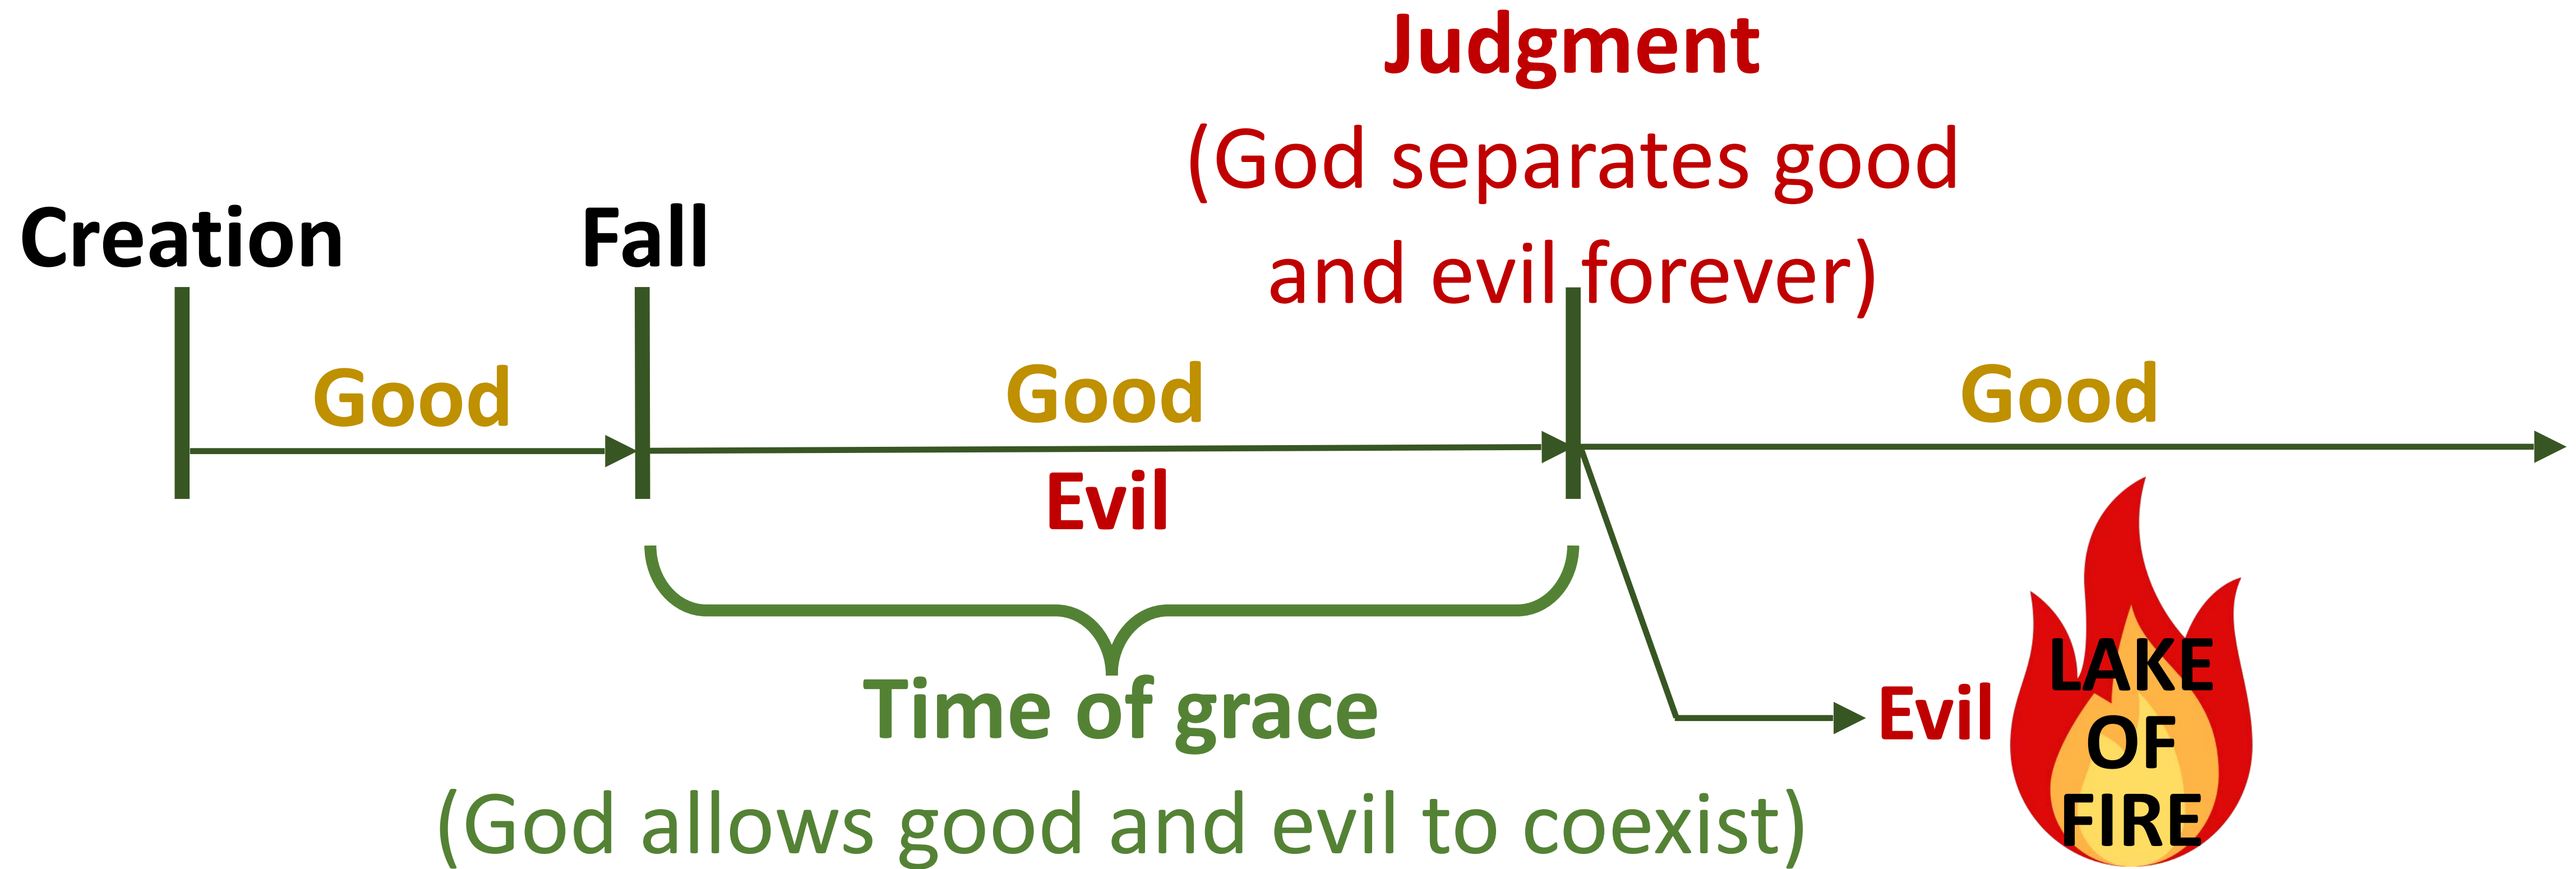 Judgment
(God separates good
and evil forever)
Creation
Fall
Good
Good
Good
Evil
Time of grace
(God allows good and evil to coexist)
Evil
LAKE
OF
FIRE